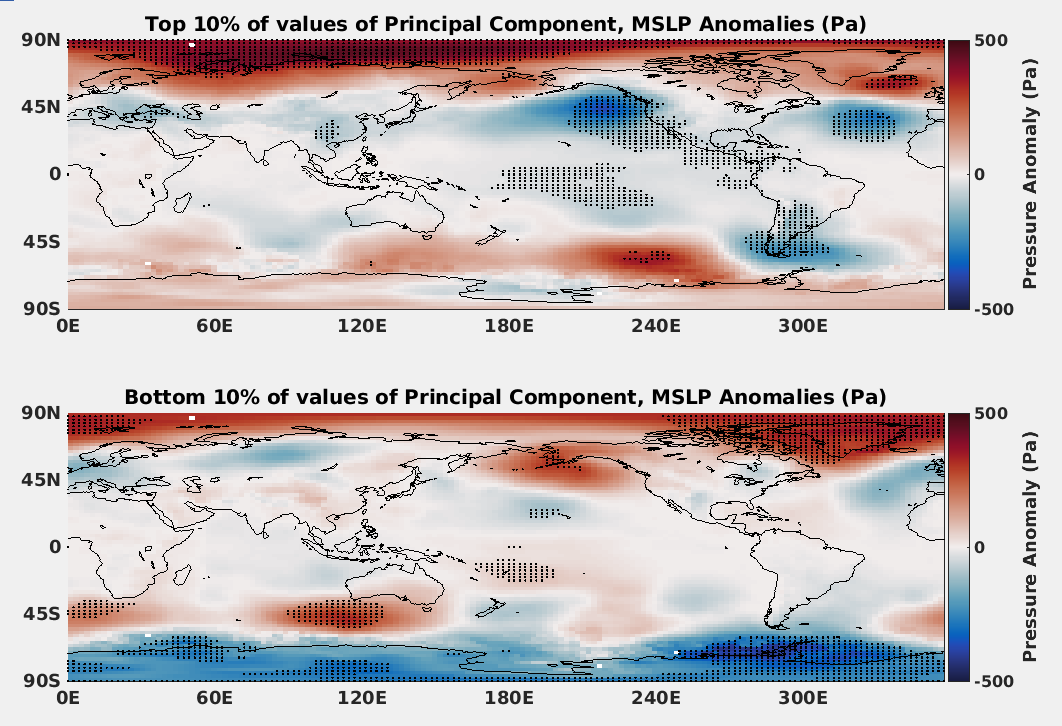 Top 10% of values of Principal Component, MSLP Anomalies (Pa)
90N
45N
0
45S
90S
0E 60E 120E 180E 240E 300E
500
0
-500
Pressure Anomaly (Pa)
Bottom 10% of values of Principal Component, MSLP Anomalies (Pa)
90N
45N
0
45S
90S
0E 60E 120E 180E 240E 300E
500
0
-500
Pressure Anomaly (Pa)